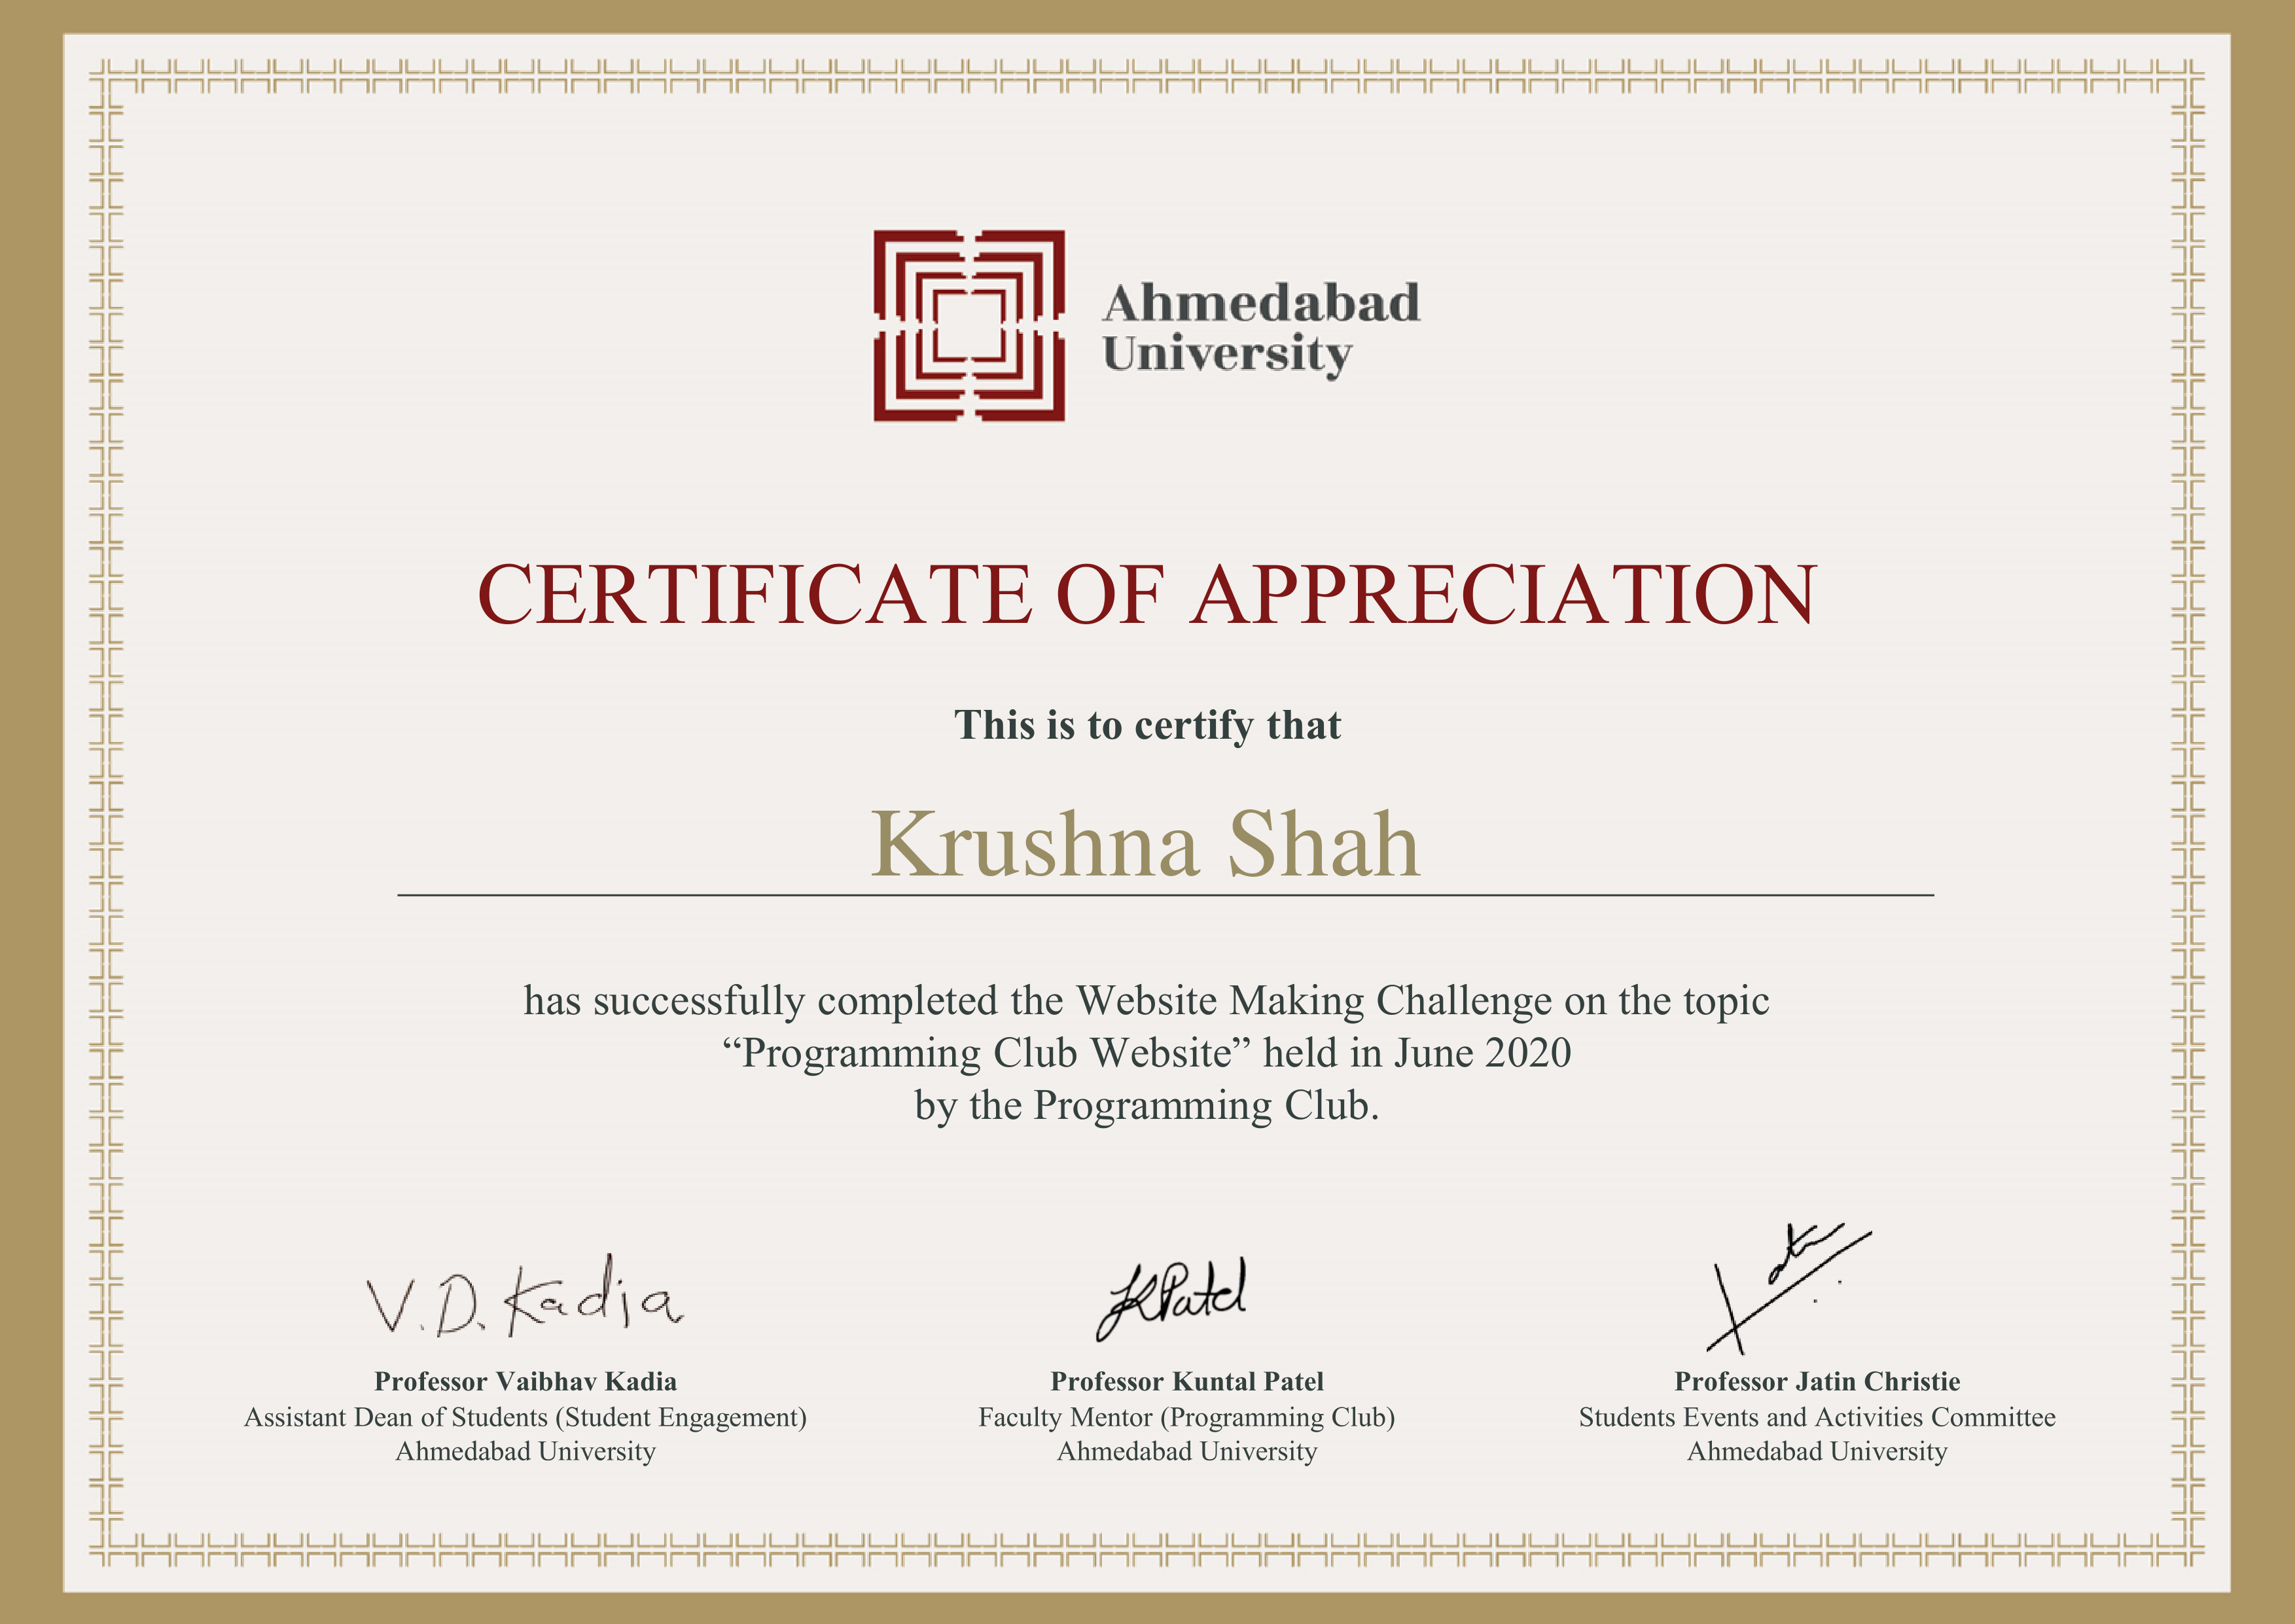 Ahmedabad
University
CERTIFICATE OF APPRECIATION
This is to certify that
Krushna Shah
has successfully completed the Website Making Challenge on the topic
“Programming Club Website” held in June 2020
by the Programming Club.
V.D. Kadia
KPatel
Professor Vaibhav Kadia
Assistant Dean of Students (Student Engagement)
Ahmedabad University
Professor Kuntal Patel
Faculty Mentor (Programming Club)
Ahmedabad University
Professor Jatin Christie
Students Events and Activities Committee
Ahmedabad University